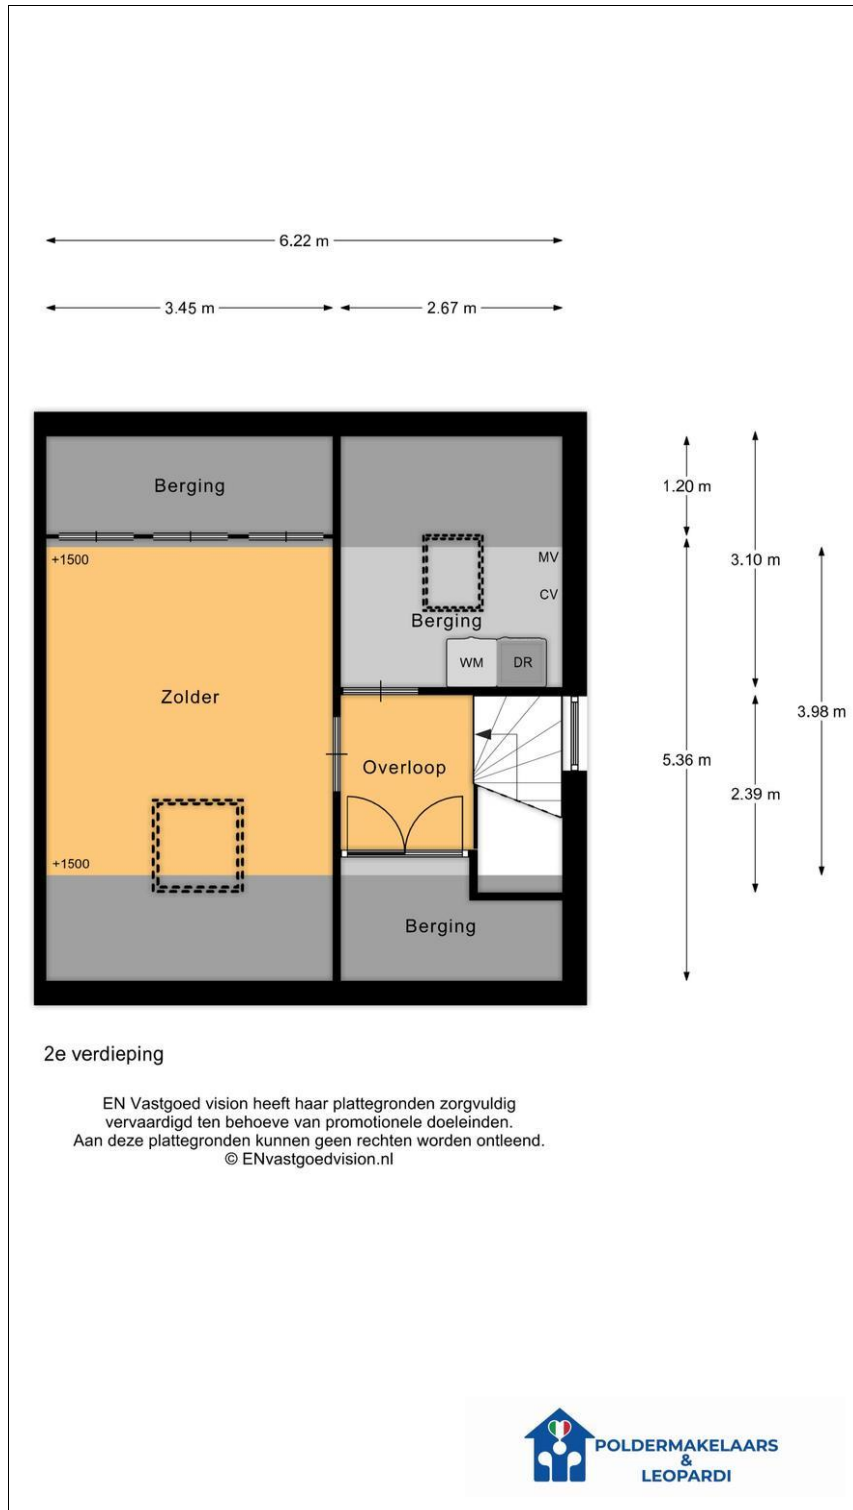 6.22 m
3.45 m
2.67 m
Berging
1.20 m
+1500
MV
3.10 m
CV
Berging
WM
DR
Zolder
3.98 m
Overloop
5.36 m
2.39 m
+1500
Berging
2e verdieping
EN Vastgoed vision heeft haar plattegronden zorgvuldig
vervaardigd ten behoeve van promotionele doeleinden.
Aan deze plattegronden kunnen geen rechten worden ontleend.
© ENvastgoedvision.nl
POLDERMAKELAARS
&
LEOPARDI